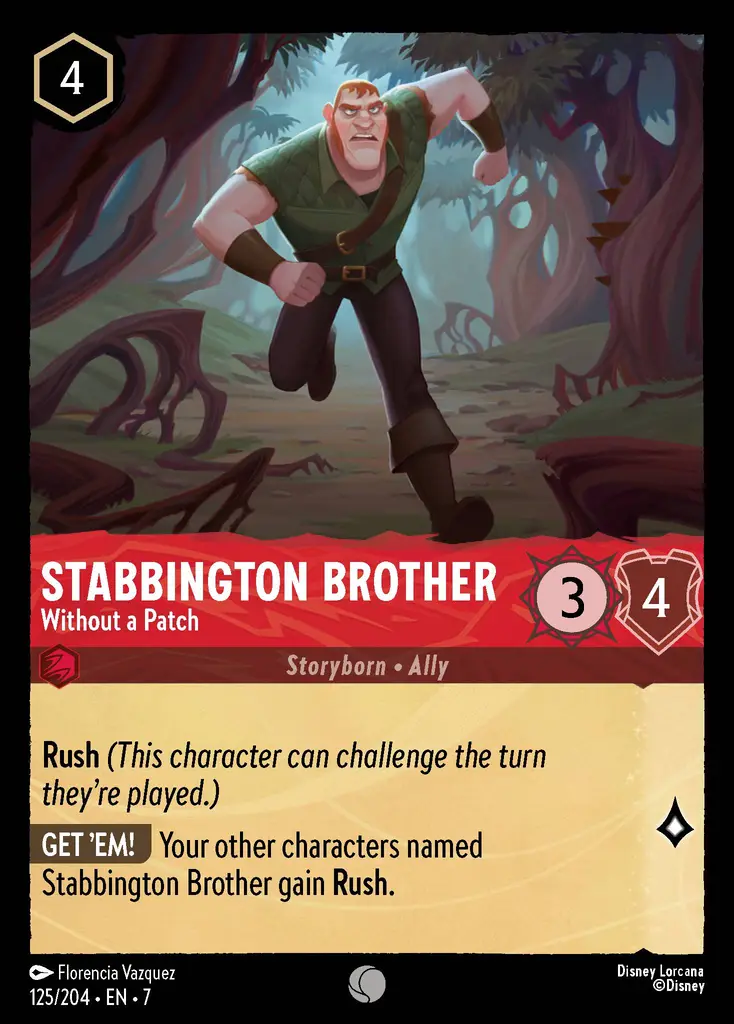 4
STABBINGTON BROTHER
Without a Patch
3
4
Storyborn • Ally
Rush (This character can challenge the turn
they’re played.)
GET ’EM! Your other characters named
Stabbington Brother gain Rush.
Florencia Vazquez
125/204 • EN • 7
Disney Lorcana
©Disney